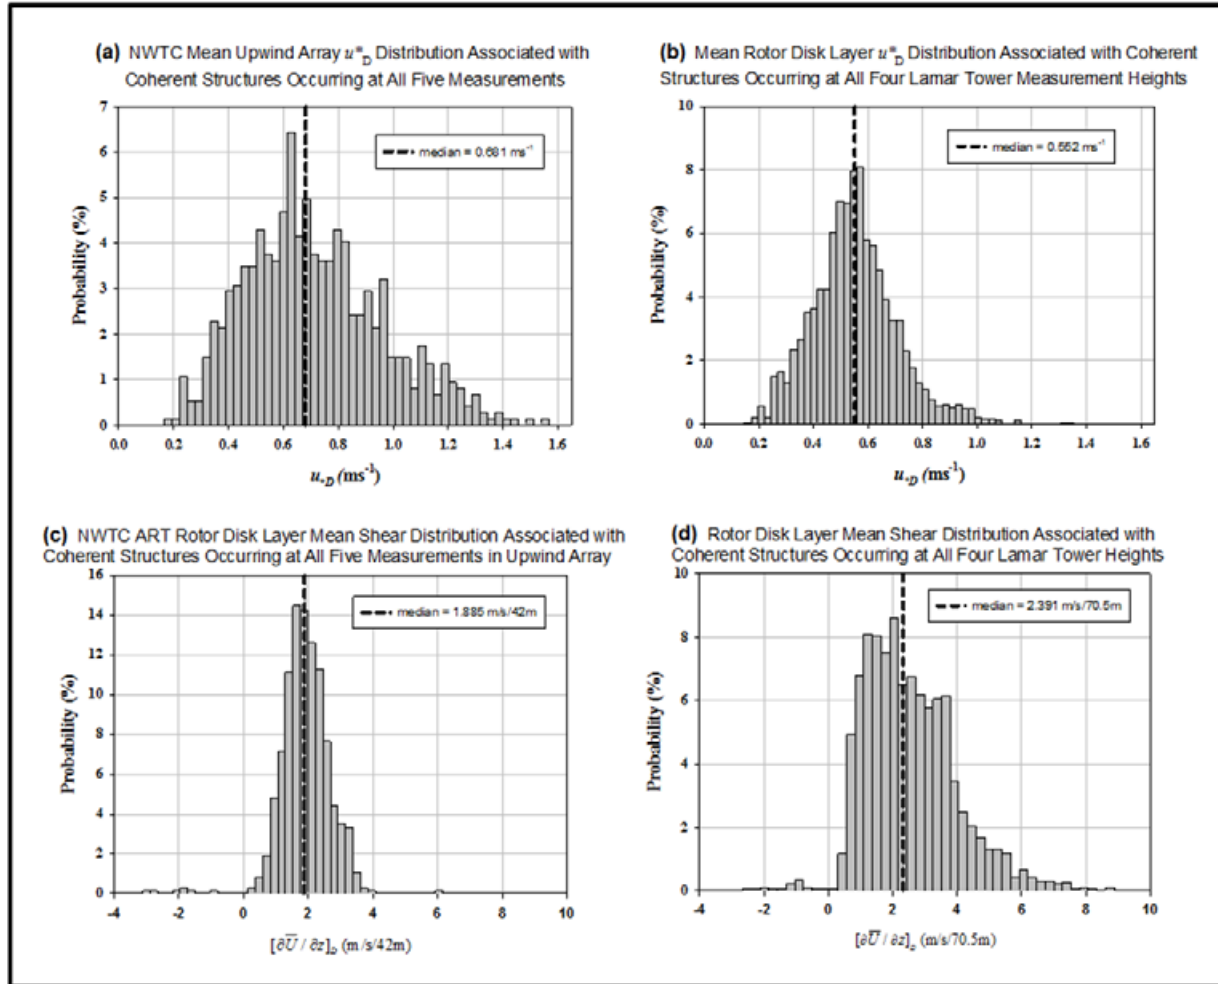 (a) NWTC Mean Upwind Array u*D Distribution Associated with
Coherent Structures Occurring at All Five Measurements
7
6
5
4
3
2
1
0
Probability (%)
median = 0.681 ms-1
0.0 0.2 0.4 0.6 0.8 1.0 1.2 1.4 1.6
u*D (ms-1)
(b) Mean Rotor Disk Layer u*D Distribution Associated with Coherent
Structures Occurring at All Four Lamar Tower Measurement Heights
10
8
6
4
2
0
Probability (%)
median = 0.552 ms-1
0.0 0.2 0.4 0.6 0.8 1.0 1.2 1.4 1.6
u*D (ms-1)
(c) NWTC ART Rotor Disk Layer Mean Shear Distribution Associated with
Coherent Structures Occurring at All Five Measurements in Upwind Array
16
14
12
10
8
6
4
2
0
Probability (%)
median = 1.885 m/s/42m
-4 -2 0 2 4 6 8 10
[∂U̅ / ∂z]D (m/s/42m)
(d) Rotor Disk Layer Mean Shear Distribution Associated with
Coherent Structures Occurring at All Four Lamar Tower Heights
10
8
6
4
2
0
Probability (%)
median = 2.391 m/s/70.5m
-4 -2 0 2 4 6 8 10
[∂U̅ / ∂z] (m/s/70.5m)